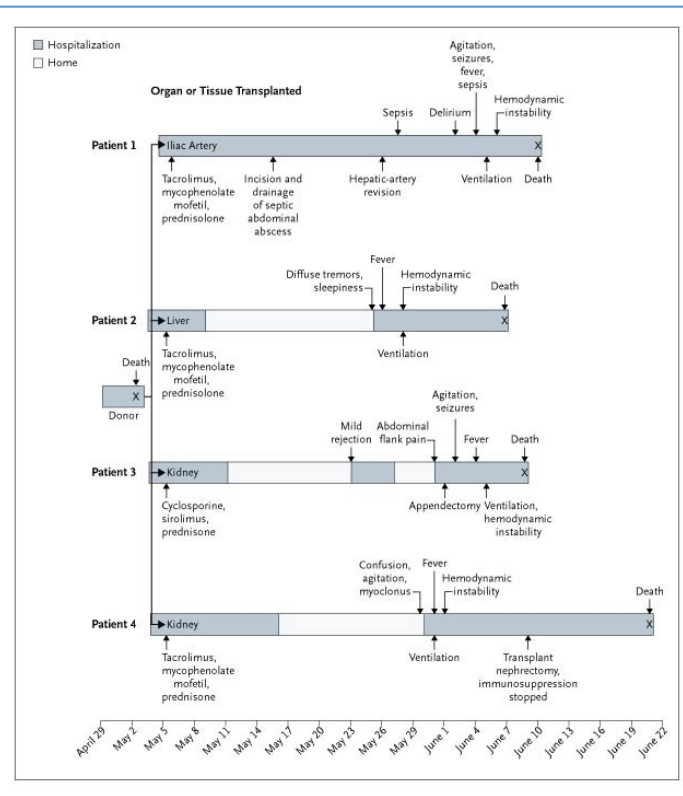 Hospitalization
Home
Organ or Tissue Transplanted
Agitation,
seizures,
fever,
sepsis
Sepsis
Delirium
Hemodynamic
instability
Patient 1
Iliac Artery
X
Tacrolimus,
mycophenolate
mofetil,
prednisolone
Incision and
drainage
of septic
abdominal
abscess
Hepatic-artery
revision
Ventilation
Death
Diffuse tremors,
sleepiness
Fever
Hemodynamic
instability
Death
Patient 2
Liver
X
Tacrolimus,
mycophenolate
mofetil,
prednisolone
Ventilation
Death
X
Donor
Mild
rejection
Abdominal
flank pain
Agitation,
seizures
Fever
Death
Patient 3
Kidney
X
Cyclosporine,
sirolimus,
prednisone
Appendectomy
Ventilation,
hemodynamic
instability
Confusion,
agitation,
myoclonus
Fever
Hemodynamic
instability
Death
Patient 4
Kidney
X
Tacrolimus,
mycophenolate
mofetil,
prednisone
Ventilation
Transplant
nephrectomy,
immunosuppression
stopped
April 29
May 2
May 5
May 8
May 11
May 14
May 17
May 20
May 23
May 26
May 29
June 1
June 4
June 7
June 10
June 13
June 16
June 19
June 22